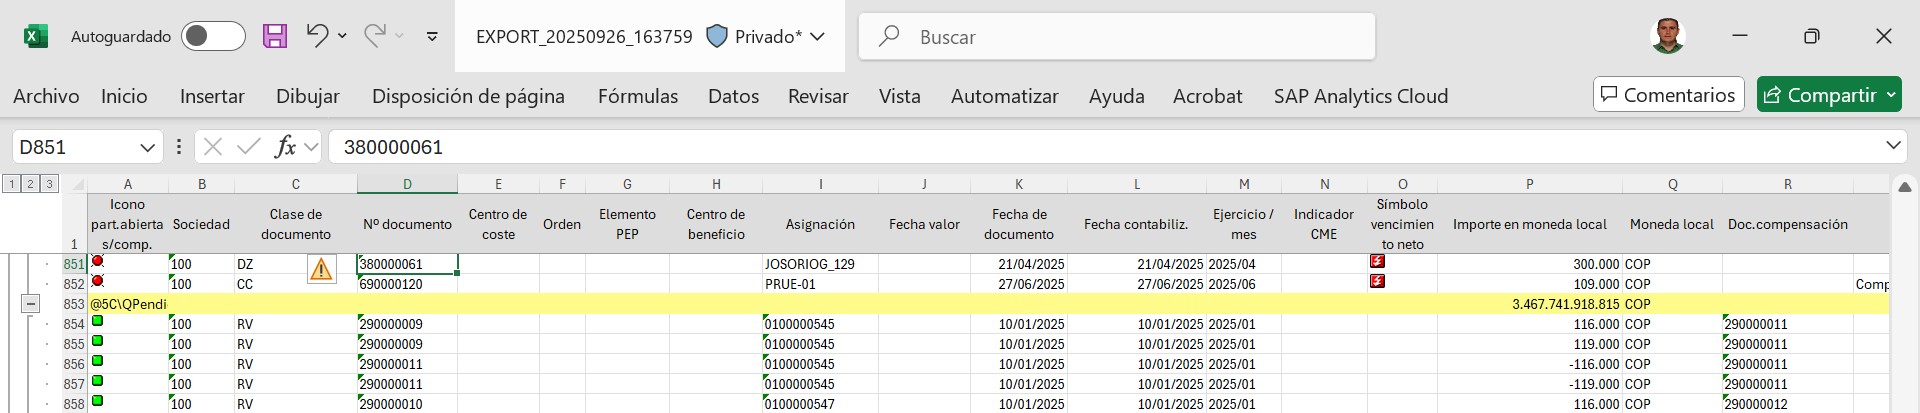 Autoguardado EXPORT_20250926_163759 Privado* Buscar
Archivo Inicio Insertar Dibujar Disposición de página Fórmulas Datos Revisar Vista Automatizar Ayuda Acrobat SAP Analytics Cloud Comentarios Compartir
D851 fx 380000061
1 2 3 A B C D E F G H I J K L M N O P Q R
1 Icono part.abierta s/comp. Sociedad Clase de documento Nº documento Centro de coste Orden Elemento PEP Centro de beneficio Asignación Fecha valor Fecha de documento Fecha contabiliz. Ejercicio / mes Indicador CME Símbolo vencimien to neto Importe en moneda local Moneda local Doc.compensación
851 100 DZ 380000061 JOSORIOG_129 21/04/2025 21/04/2025 2025/04 300.000 COP
852 100 CC 690000120 PRUE-01 27/06/2025 27/06/2025 2025/06 109.000 COP Comp
853 @5C\QPendi 3.467.741.918.815 COP
854 100 RV 290000009 0100000545 10/01/2025 10/01/2025 2025/01 116.000 COP 290000011
855 100 RV 290000009 0100000545 10/01/2025 10/01/2025 2025/01 119.000 COP 290000011
856 100 RV 290000011 0100000545 10/01/2025 10/01/2025 2025/01 -116.000 COP 290000011
857 100 RV 290000011 0100000545 10/01/2025 10/01/2025 2025/01 -119.000 COP 290000011
858 100 RV 290000010 0100000547 10/01/2025 10/01/2025 2025/01 116.000 COP 290000012